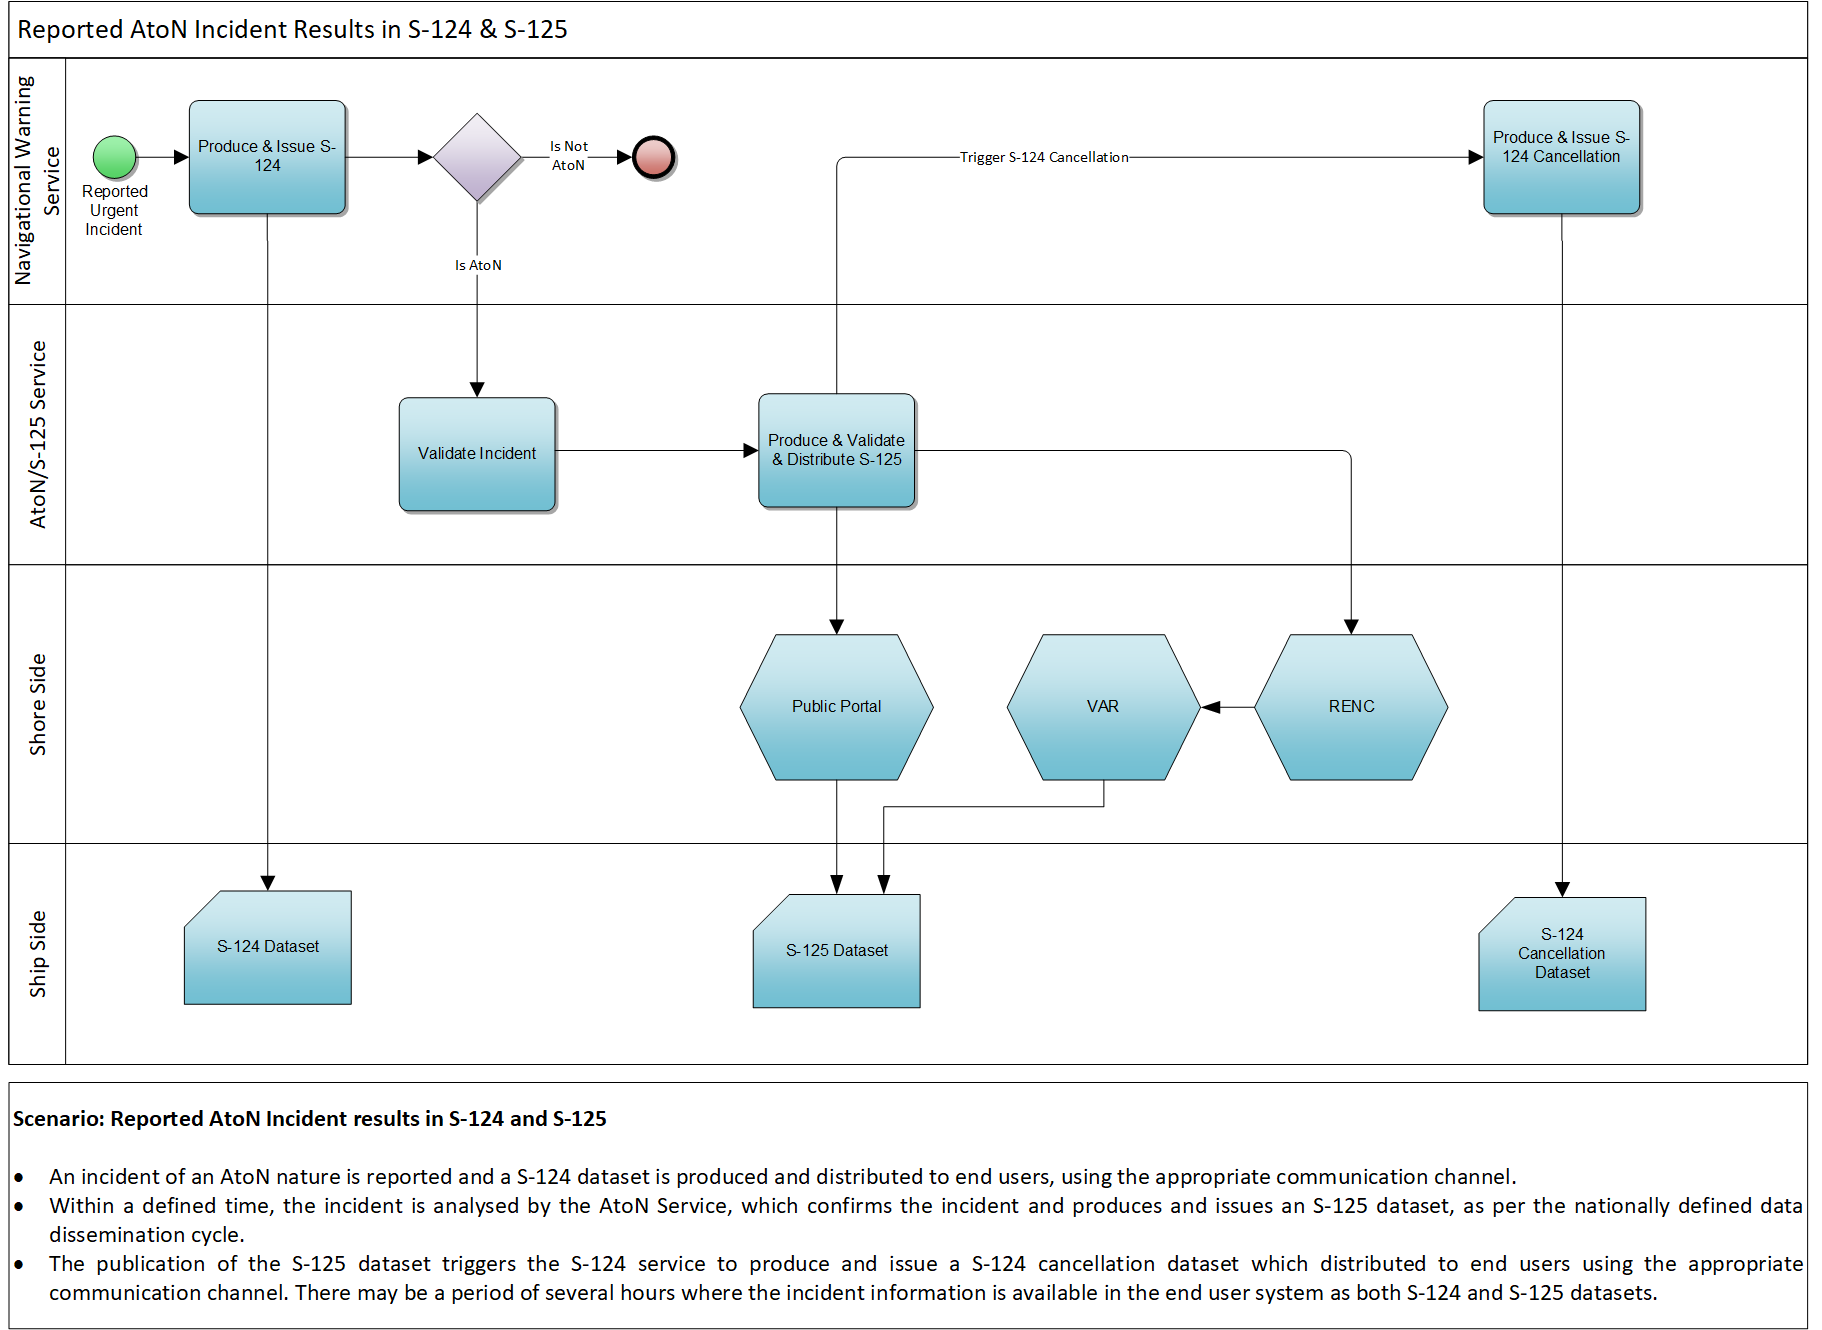 Reported AtoN Incident Results in S-124 & S-125
Navigational Warning
Service
Reported
Urgent
Incident
Produce & Issue S-
124
Is Not
AtoN
Is AtoN
Trigger S-124 Cancellation
Produce & Issue S-
124 Cancellation
AtoN/S-125 Service
Validate Incident
Produce & Validate
& Distribute S-125
Shore Side
Public Portal
VAR
RENC
Ship Side
S-124 Dataset
S-125 Dataset
S-124
Cancellation
Dataset
Scenario: Reported AtoN Incident results in S-124 and S-125
• An incident of an AtoN nature is reported and a S-124 dataset is produced and distributed to end users, using the appropriate communication channel.
• Within a defined time, the incident is analysed by the AtoN Service, which confirms the incident and produces and issues an S-125 dataset, as per the nationally defined data
dissemination cycle.
• The publication of the S-125 dataset triggers the S-124 service to produce and issue a S-124 cancellation dataset which distributed to end users using the appropriate
communication channel. There may be a period of several hours where the incident information is available in the end user system as both S-124 and S-125 datasets.